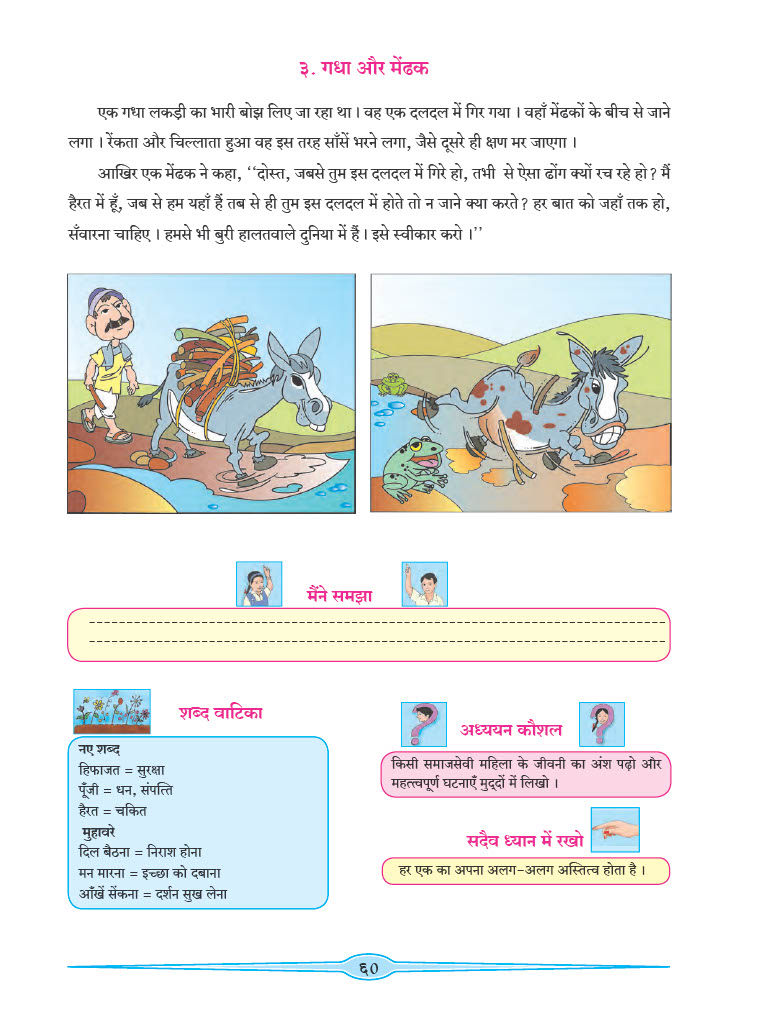 ३. गधा और मेंढक
एक गधा लकड़ी का भारी बोझ लिए जा रहा था । वह एक दलदल में गिर गया । वहाँ मेंढकों के बीच से जाने
लगा । रेंकता और चिल्लाता हुआ वह इस तरह साँसें भरने लगा, जैसे दूसरे ही क्षण मर जाएगा ।
आखिर एक मेंढक ने कहा, ‘‘दोस्त, जबसे तुम इस दलदल में गिरे हो, तभी से ऐसा ढोंग क्यों रच रहे हो ? मैं
हैरत में हूँ, जब से हम यहाँ हैं तब से ही तुम इस दलदल में होते तो न जाने क्या करते ? हर बात को जहाँ तक हो,
सँवारना चाहिए । हमसे भी बुरी हालतवाले दुनिया में हैं । इसे स्वीकार करो ।’’
मैंने समझा
शब्द वाटिका
नए शब्द
हिफाजत = सुरक्षा
पूँजी = धन, संपत्ति
हैरत = चकित
मुहावरे
दिल बैठना = निराश होना
मन मारना = इच्छा को दबाना
आँखें सेंकना = दर्शन सुख लेना
अध्ययन कौशल
किसी समाजसेवी महिला के जीवनी का अंश पढ़ो और
महत्त्वपूर्ण घटनाएँ मुद्दों में लिखो ।
सदैव ध्यान में रखो
हर एक का अपना अलग-अलग अस्तित्व होता है ।
६०